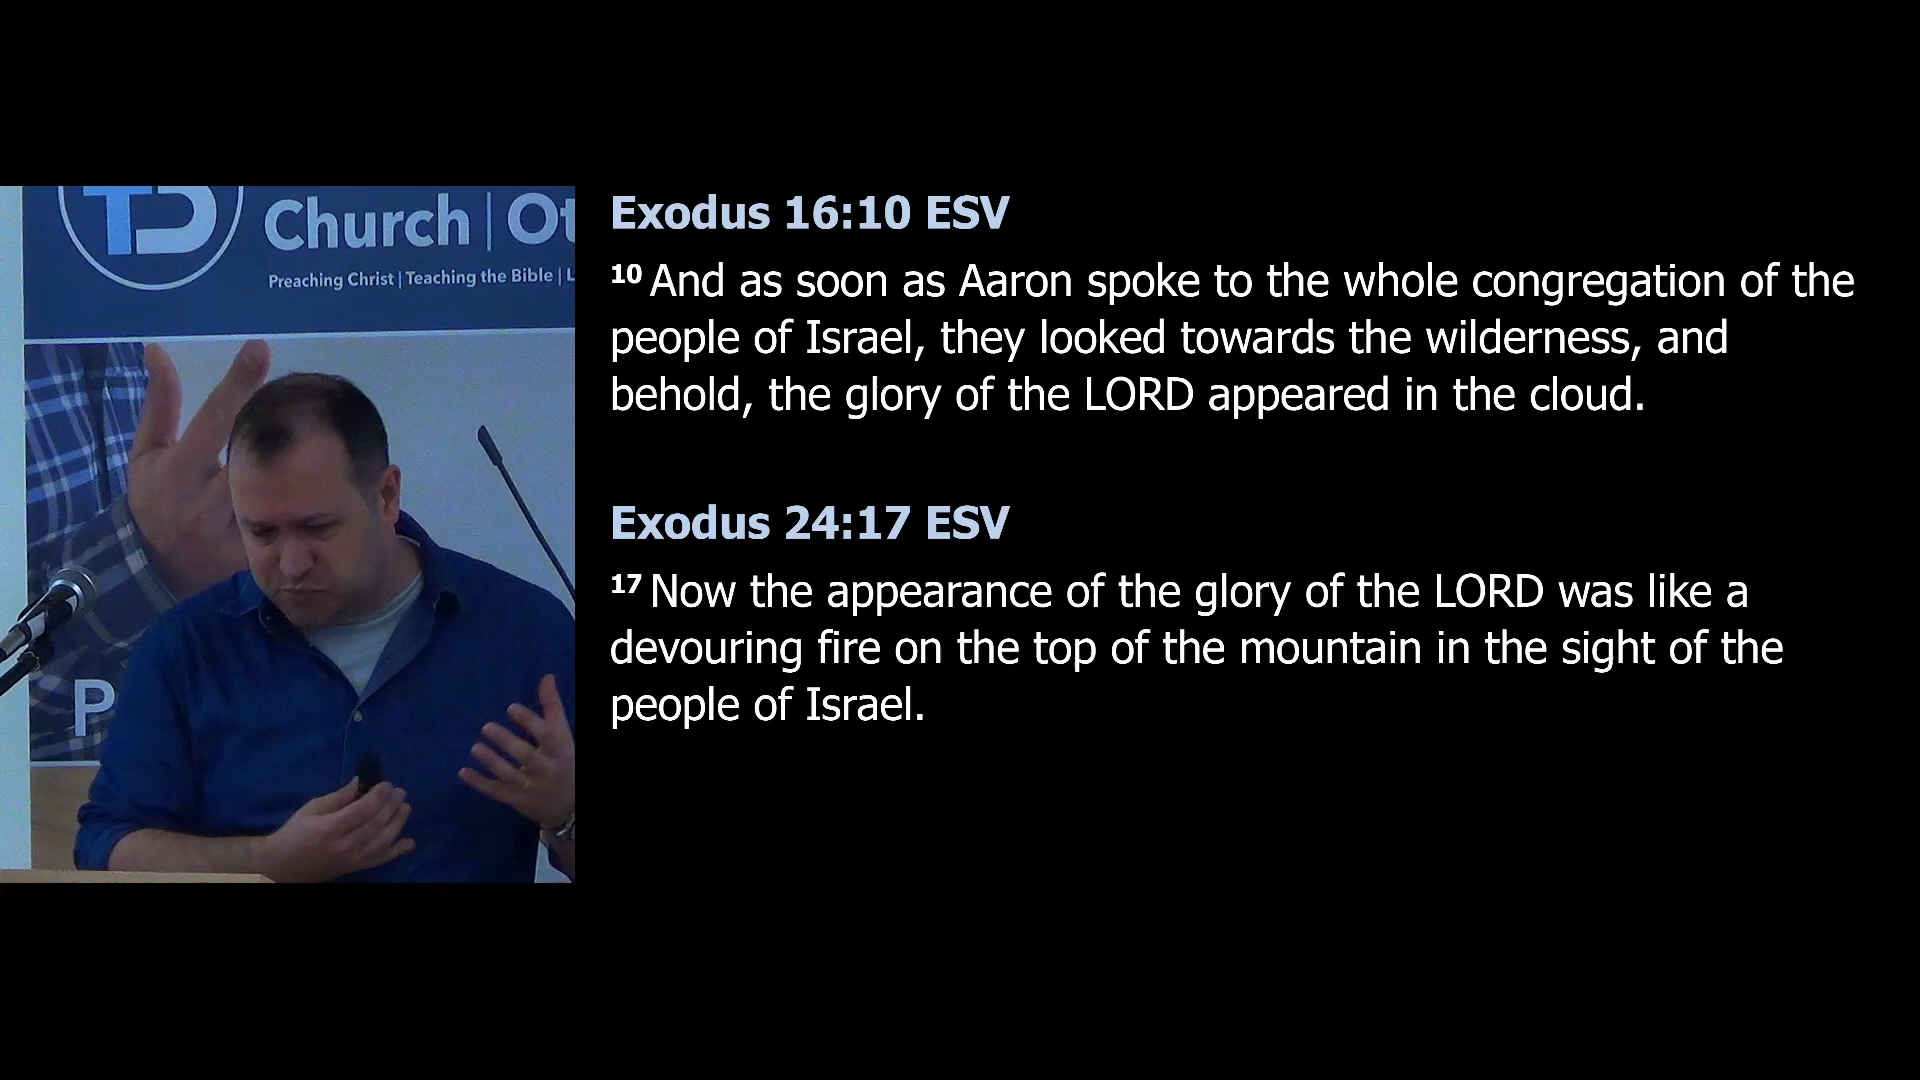 Church | Ot
Preaching Christ | Teaching the Bible | L
P
Exodus 16:10 ESV
10 And as soon as Aaron spoke to the whole congregation of the
people of Israel, they looked towards the wilderness, and
behold, the glory of the LORD appeared in the cloud.
Exodus 24:17 ESV
17 Now the appearance of the glory of the LORD was like a
devouring fire on the top of the mountain in the sight of the
people of Israel.